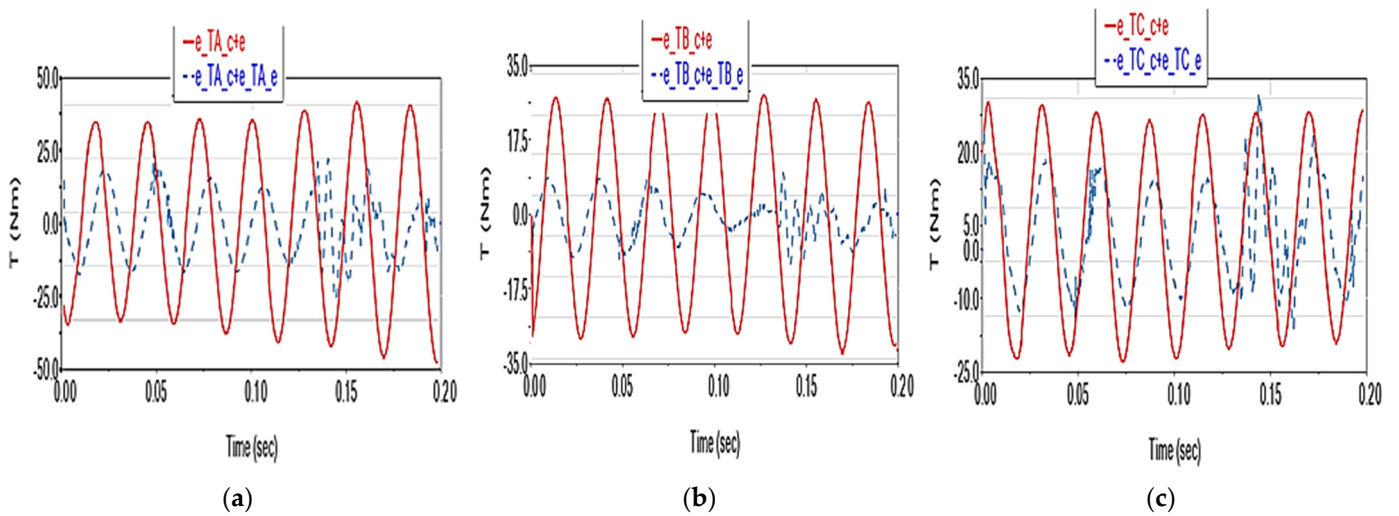 e_TA_c+e
e_TA_c+e_TA_e
50.0
25.0
0.0
-25.0
-50.0
T (Nm)
0.00 0.05 0.10 0.15 0.20
Time (sec)
(a)
e_TB_c+e
e_TB_c+e_TB_e
35.0
17.5
0.0
-17.5
-35.0
T (Nm)
0.00 0.05 0.10 0.15 0.20
Time (sec)
(b)
e_TC_c+e
e_TC_c+e_TC_e
35.0
20.0
5.0
0.0
-10.0
-25.0
T (Nm)
0.00 0.05 0.10 0.15 0.20
Time (sec)
(c)